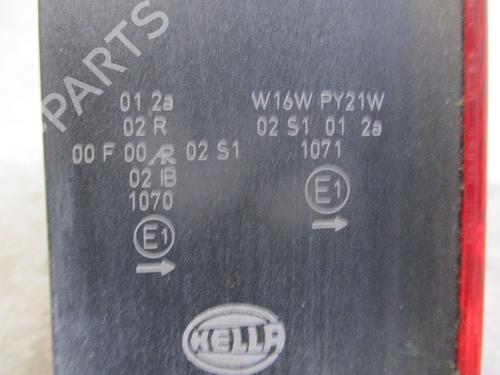 PARTS
01 2a
02 R
00 F 00 AR 02 S1
02 IB
1070
E1
W16W PY21W
02 S1 01 2a
1071
E1
HELLA